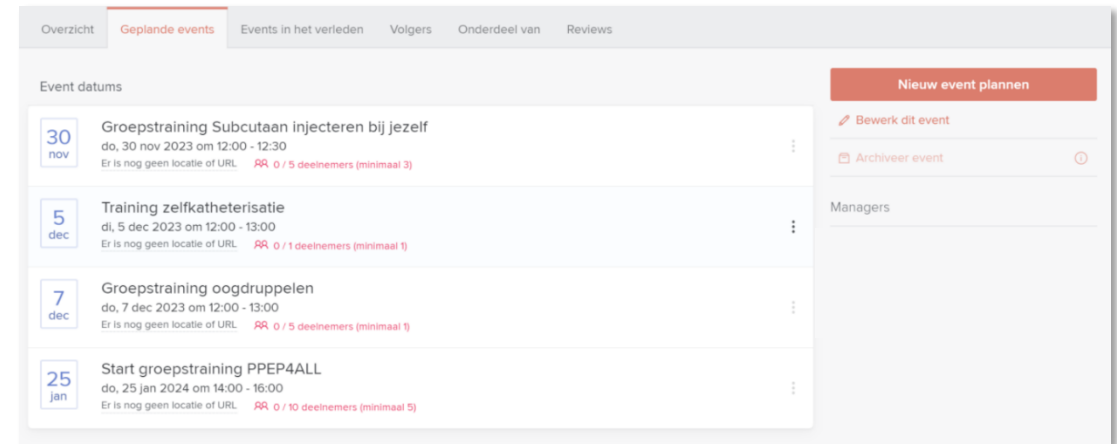 Overzicht Geplande events Events in het verleden Volgers Onderdeel van Reviews
Event datums
30
nov
Groepstraining Subcutaan injecteren bij jezelf
do, 30 nov 2023 om 12:00 - 12:30
Er is nog geen locatie of URL 0 / 5 deelnemers (minimaal 3)
5
dec
Training zelfkatheterisatie
di, 5 dec 2023 om 12:00 - 13:00
Er is nog geen locatie of URL 0 / 1 deelnemers (minimaal 1)
7
dec
Groepstraining oogdruppelen
do, 7 dec 2023 om 12:00 - 13:00
Er is nog geen locatie of URL 0 / 5 deelnemers (minimaal 1)
25
jan
Start groepstraining PPEP4ALL
do, 25 jan 2024 om 14:00 - 16:00
Er is nog geen locatie of URL 0 / 10 deelnemers (minimaal 5)
Nieuw event plannen
Bewerk dit event
Archiveer event
Managers